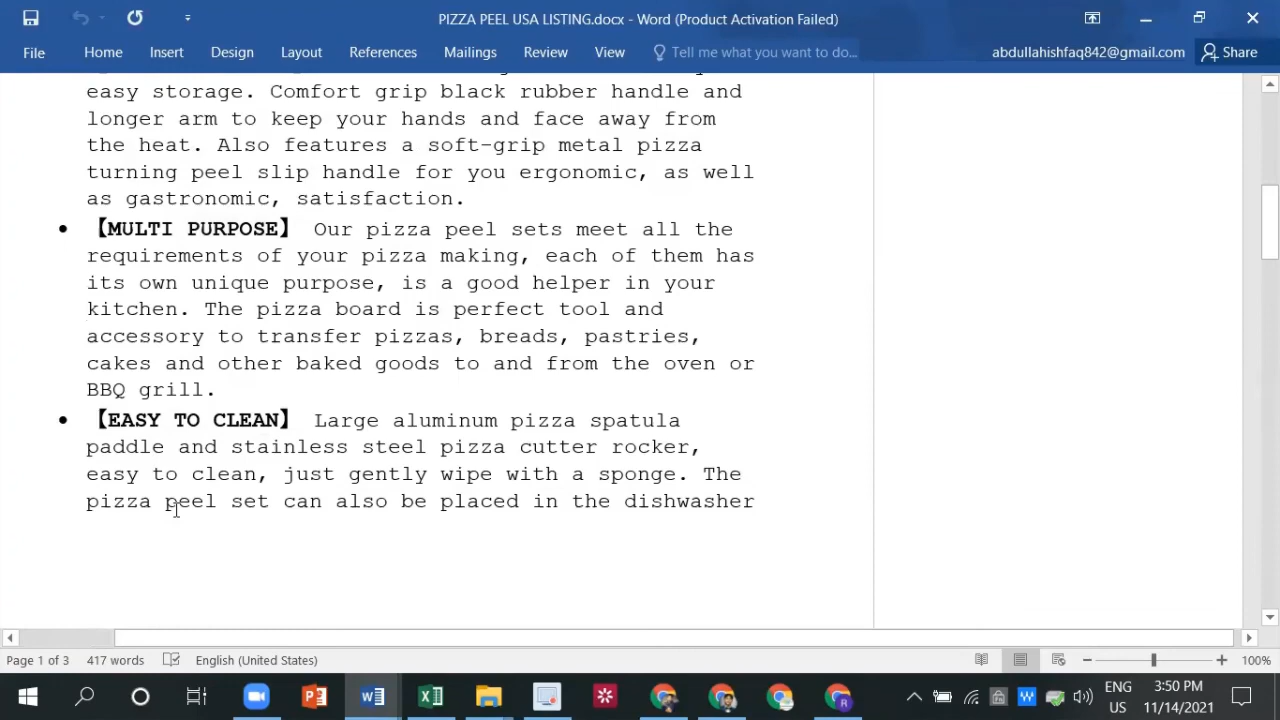 PIZZA PEEL USA LISTING.docx - Word (Product Activation Failed)
File Home Insert Design Layout References Mailings Review View Tell me what you want to do... abdullahishfaq842@gmail.com Share
easy storage. Comfort grip black rubber handle and
longer arm to keep your hands and face away from
the heat. Also features a soft-grip metal pizza
turning peel slip handle for you ergonomic, as well
as gastronomic, satisfaction.
• 【MULTI PURPOSE】 Our pizza peel sets meet all the
requirements of your pizza making, each of them has
its own unique purpose, is a good helper in your
kitchen. The pizza board is perfect tool and
accessory to transfer pizzas, breads, pastries,
cakes and other baked goods to and from the oven or
BBQ grill.
• 【EASY TO CLEAN】 Large aluminum pizza spatula
paddle and stainless steel pizza cutter rocker,
easy to clean, just gently wipe with a sponge. The
pizza peel set can also be placed in the dishwasher
Page 1 of 3 417 words English (United States) 100%
ENG 3:50 PM
US 11/14/2021